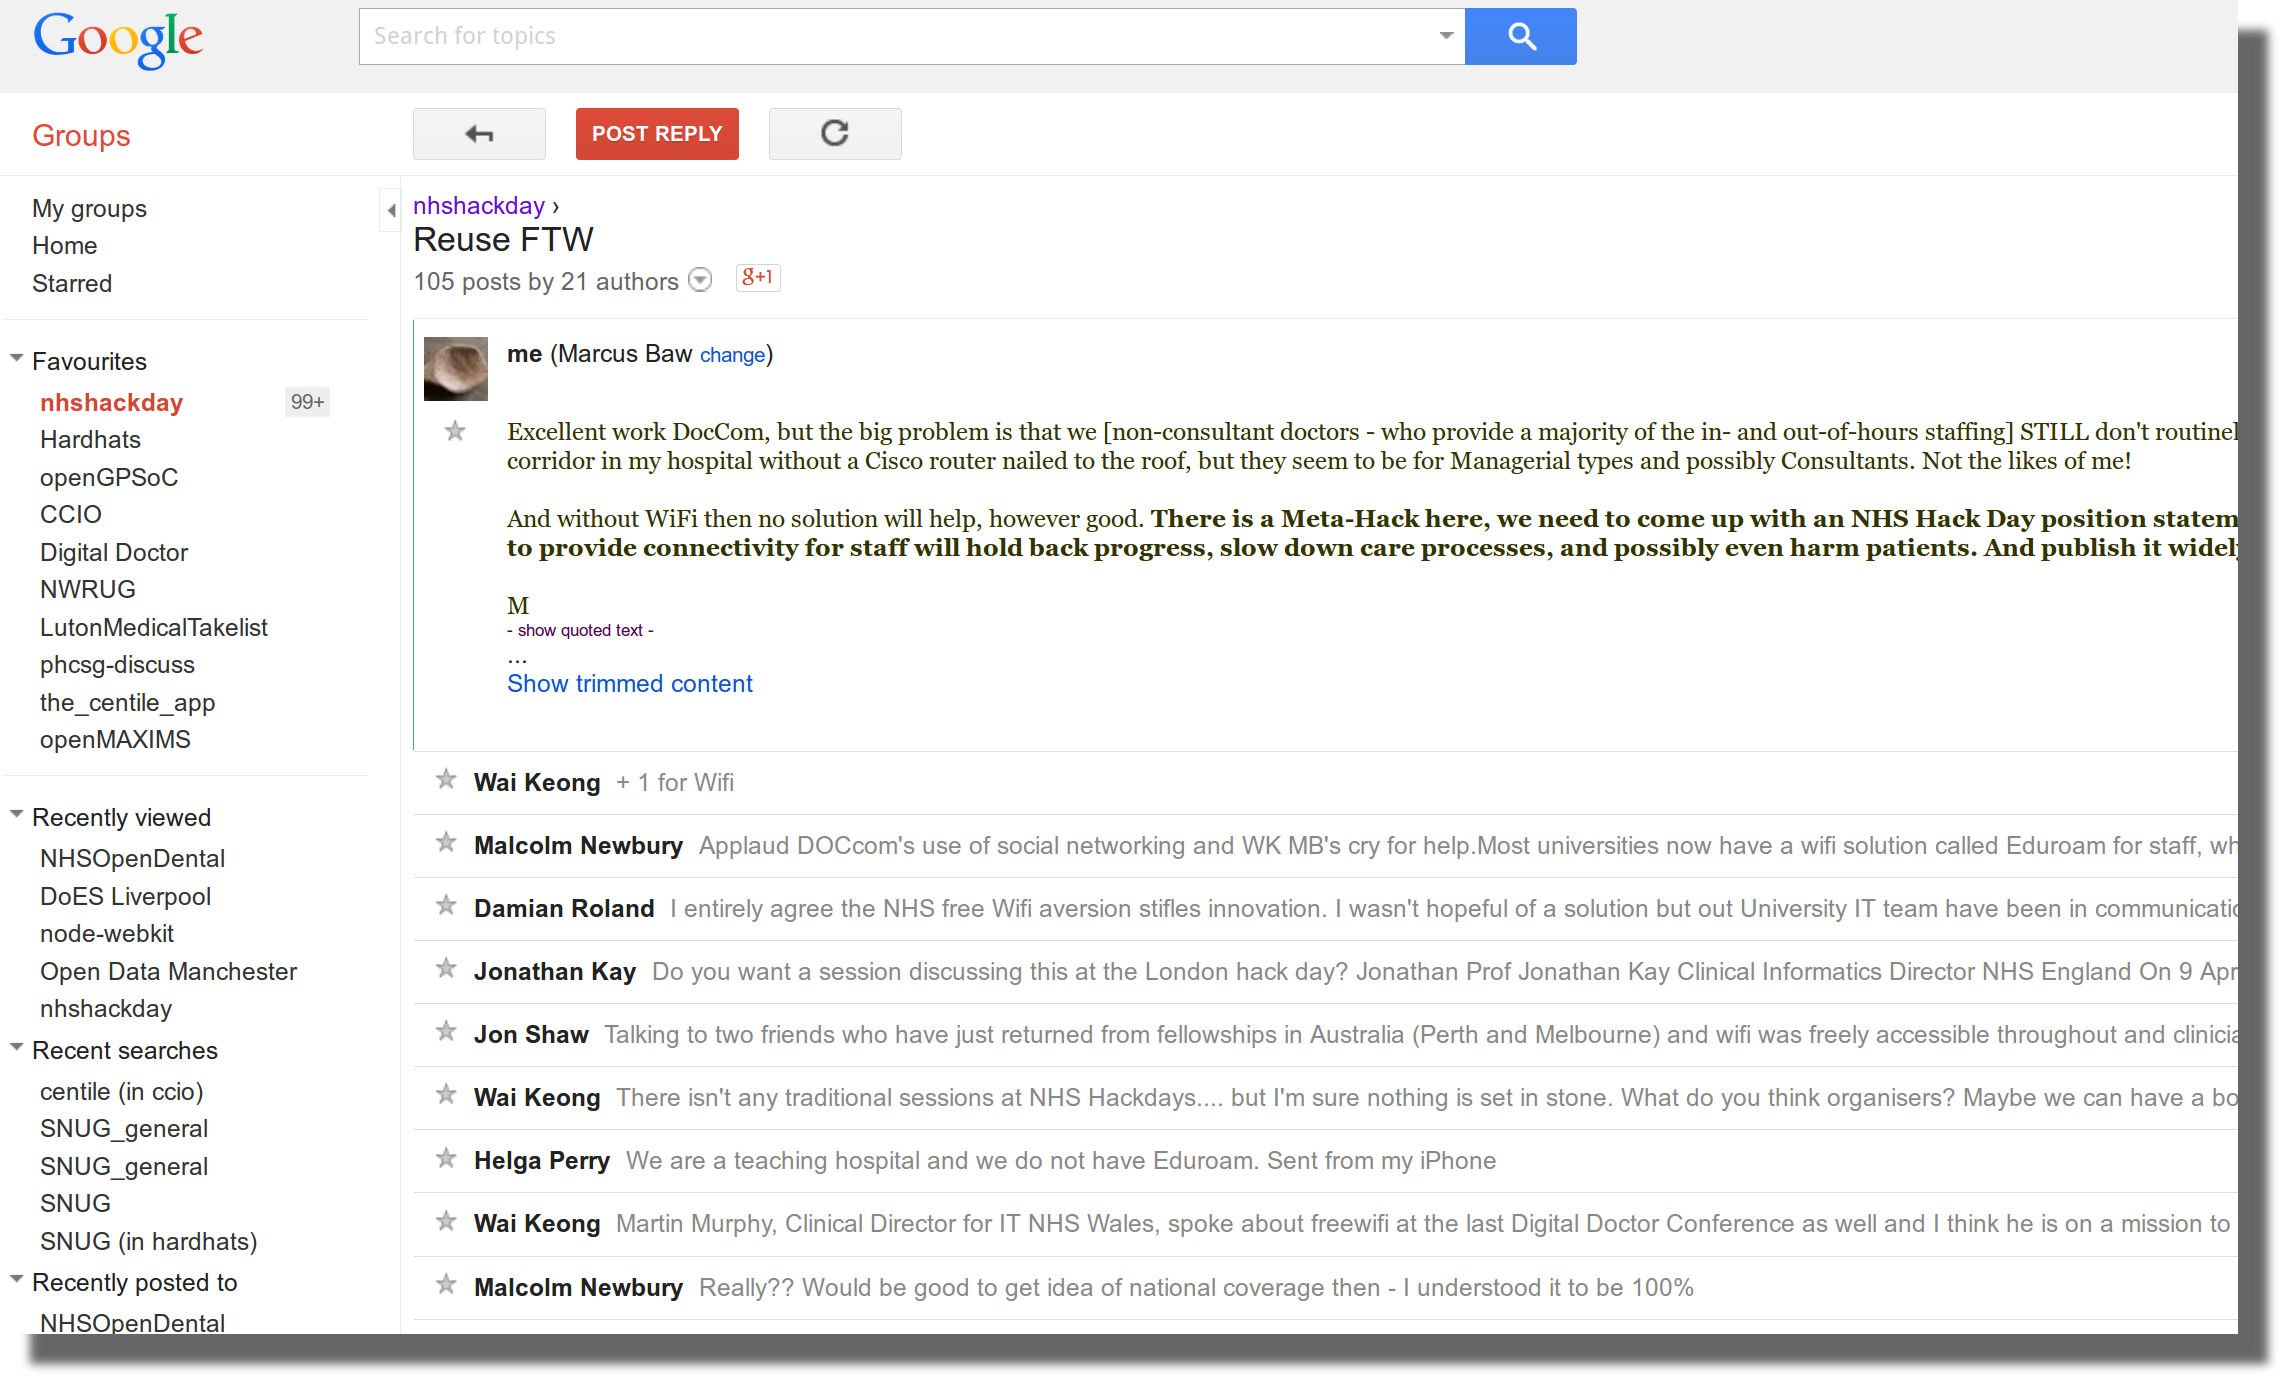 Google
Search for topics
Groups
POST REPLY
My groups
Home
Starred
Favourites
nhshackday 99+
Hardhats
openGPSoC
CCIO
Digital Doctor
NWRUG
LutonMedicalTakelist
phcsg-discuss
the_centile_app
openMAXIMS
Recently viewed
NHSOpenDental
DoES Liverpool
node-webkit
Open Data Manchester
nhshackday
Recent searches
centile (in ccio)
SNUG_general
SNUG_general
SNUG
SNUG (in hardhats)
Recently posted to
NHSOpenDental
nhshackday ›
Reuse FTW
105 posts by 21 authors g+1
me (Marcus Baw change)
Excellent work DocCom, but the big problem is that we [non-consultant doctors - who provide a majority of the in- and out-of-hours staffing] STILL don't
corridor in my hospital without a Cisco router nailed to the roof, but they seem to be for Managerial types and possibly Consultants. Not the likes of me!
And without WiFi then no solution will help, however good. There is a Meta-Hack here, we need to come up with an NHS Hack Day position
to provide connectivity for staff will hold back progress, slow down care processes, and possibly even harm patients. And publish it
M
- show quoted text -
...
Show trimmed content
Wai Keong + 1 for Wifi
Malcolm Newbury Applaud DOCcom's use of social networking and WK MB's cry for help.Most universities now have a wifi solution called Eduroam for staff,
Damian Roland I entirely agree the NHS free Wifi aversion stifles innovation. I wasn't hopeful of a solution but out University IT team have been in
Jonathan Kay Do you want a session discussing this at the London hack day? Jonathan Prof Jonathan Kay Clinical Informatics Director NHS England On 9 Apr
Jon Shaw Talking to two friends who have just returned from fellowships in Australia (Perth and Melbourne) and wifi was freely accessible throughout and
Wai Keong There isn't any traditional sessions at NHS Hackdays.... but I'm sure nothing is set in stone. What do you think organisers? Maybe we can have a
Helga Perry We are a teaching hospital and we do not have Eduroam. Sent from my iPhone
Wai Keong Martin Murphy, Clinical Director for IT NHS Wales, spoke about freewifi at the last Digital Doctor Conference as well and I think he is on a mission to
Malcolm Newbury Really?? Would be good to get idea of national coverage then - I understood it to be 100%